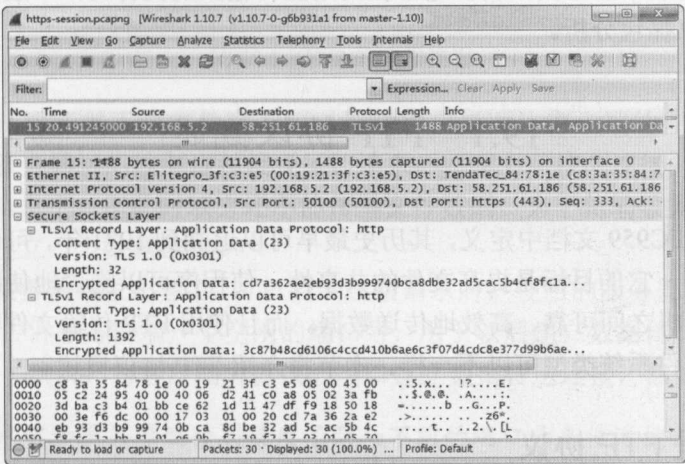 https-session.pcapng [Wireshark 1.10.7 (v1.10.7-0-g6b931a1 from master-1.10)]
File Edit View Go Capture Analyze Statistics Telephony Tools Internals Help
Filter: Expression... Clear Apply Save
No. Time Source Destination Protocol Length Info
15 20.491245000 192.168.5.2 58.251.61.186 TLSv1 1488 Application Data, Application Da
Frame 15: 1488 bytes on wire (11904 bits), 1488 bytes captured (11904 bits) on interface 0
Ethernet II, Src: Elitegro_3f:c3:e5 (00:19:21:3f:c3:e5), Dst: TendaTec_84:78:1e (c8:3a:35:84:7
Internet Protocol Version 4, Src: 192.168.5.2 (192.168.5.2), Dst: 58.251.61.186 (58.251.61.186
Transmission Control Protocol, Src Port: 50100 (50100), Dst Port: https (443), Seq: 333, Ack:
Secure Sockets Layer
TLSv1 Record Layer: Application Data Protocol: http
Content Type: Application Data (23)
Version: TLS 1.0 (0x0301)
Length: 32
Encrypted Application Data: cd7a362ae2eb93d3b999740bca8dbe32ad5cac5b4cf8fc1a...
TLSv1 Record Layer: Application Data Protocol: http
Content Type: Application Data (23)
Version: TLS 1.0 (0x0301)
Length: 1392
Encrypted Application Data: 3c87b48cd6106c4ccd410b6ae6c3f07d4cdc8e377d99b6ae...
0000 c8 3a 35 84 78 1e 00 19 21 3f c3 e5 08 00 45 00 .:5.x... !?....E.
0010 05 c2 24 95 40 00 40 06 d2 41 c0 a8 05 02 3a fb ..$.@.@. .A....:.
0020 3d ba c3 b4 01 bb ce 62 1d 11 47 df f9 18 50 18 =......b ..G...P.
0030 00 3e f6 dc 00 00 17 03 01 00 20 cd 7a 36 2a e2 .>...... .. .z6*.
0040 eb 93 d3 b9 99 74 0b ca 8d be 32 ad 5c ac 5b 4c .....t.. ..2.\.[L
0050 f8 fc 1a
Ready to load or capture Packets: 30 · Displayed: 30 (100.0%) ... Profile: Default